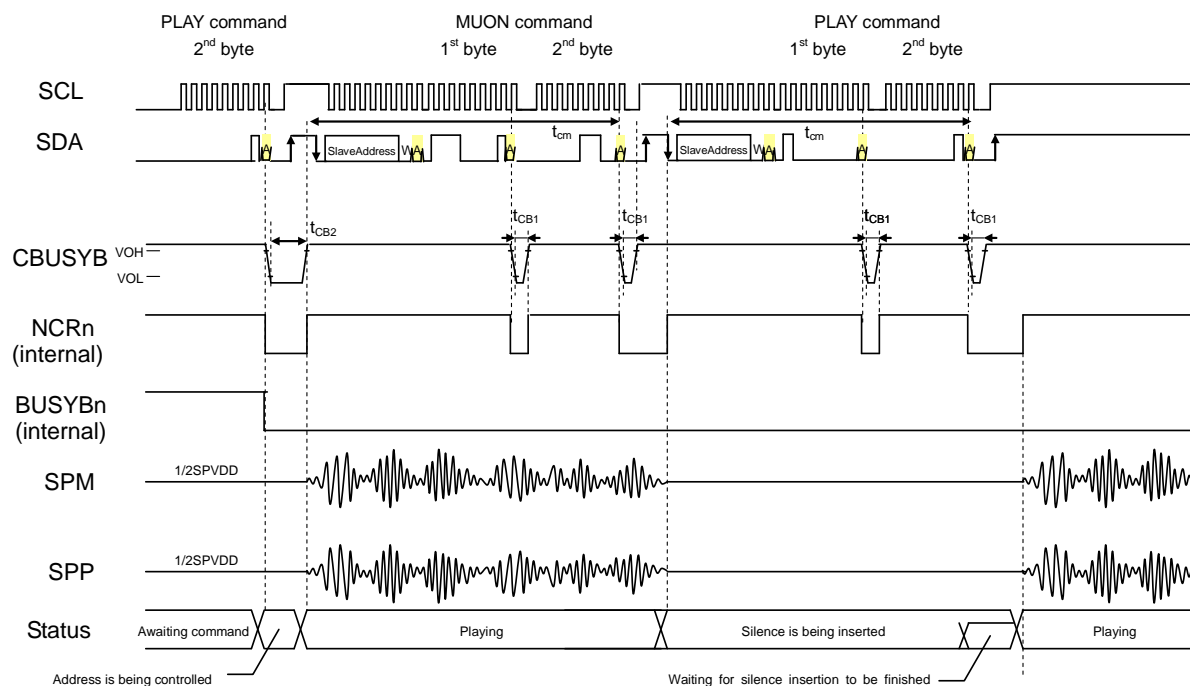 PLAY command
2nd byte
MUON command
1st byte 2nd byte
PLAY command
1st byte 2nd byte
SCL
tcm tcm
SDA
A SlaveAddress W A A A SlaveAddress W A A A
tCB2 tCB1 tCB1 tCB1 tCB1
VOH
CBUSYB
VOL
NCRn
(internal)
BUSYBn
(internal)
1/2SPVDD
SPM
1/2SPVDD
SPP
Status
Awaiting command Playing Silence is being inserted Playing
Address is being controlled Waiting for silence insertion to be finished